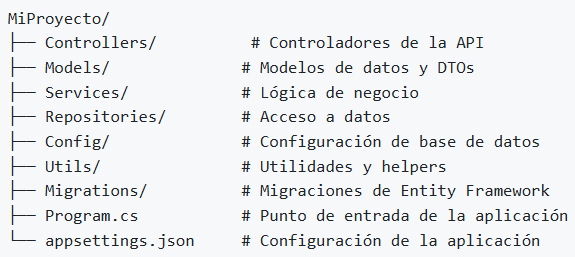 MiProyecto/
├── Controllers/          # Controladores de la API
├── Models/              # Modelos de datos y DTOs
├── Services/            # Lógica de negocio
├── Repositories/        # Acceso a datos
├── Config/              # Configuración de base de datos
├── Utils/               # Utilidades y helpers
├── Migrations/          # Migraciones de Entity Framework
├── Program.cs           # Punto de entrada de la aplicación
└── appsettings.json     # Configuración de la aplicación